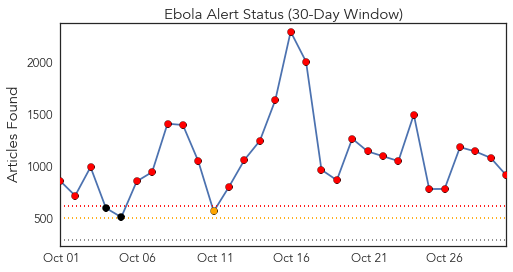 Ebola Alert Status (30-Day Window)
Articles Found
2000
1500
1000
500
Oct 01
Oct 06
Oct 11
Oct 16
Oct 21
Oct 26